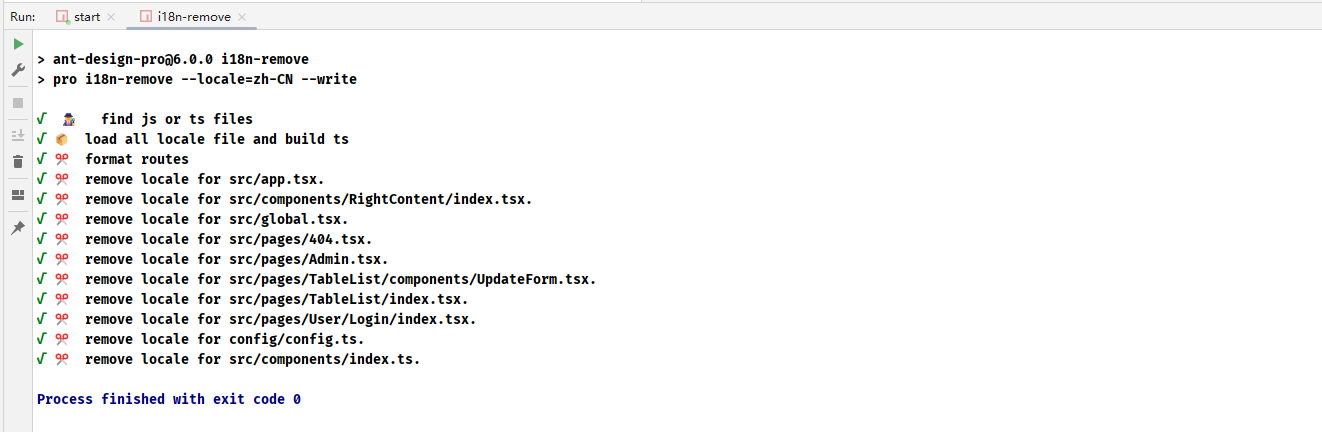 Run: start i18n-remove
> ant-design-pro@6.0.0 i18n-remove
> pro i18n-remove --locale=zh-CN --write
√ find js or ts files
√ load all locale file and build ts
√ format routes
√ remove locale for src/app.tsx.
√ remove locale for src/components/RightContent/index.tsx.
√ remove locale for src/global.tsx.
√ remove locale for src/pages/404.tsx.
√ remove locale for src/pages/Admin.tsx.
√ remove locale for src/pages/TableList/components/UpdateForm.tsx.
√ remove locale for src/pages/TableList/index.tsx.
√ remove locale for src/pages/User/Login/index.tsx.
√ remove locale for config/config.ts.
√ remove locale for src/components/index.ts.
Process finished with exit code 0